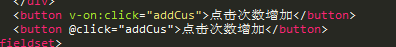 </div>
<button v-on:click="addCus">点击次数增加</button>
<button @click="addCus">点击次数增加</button>
fieldset>